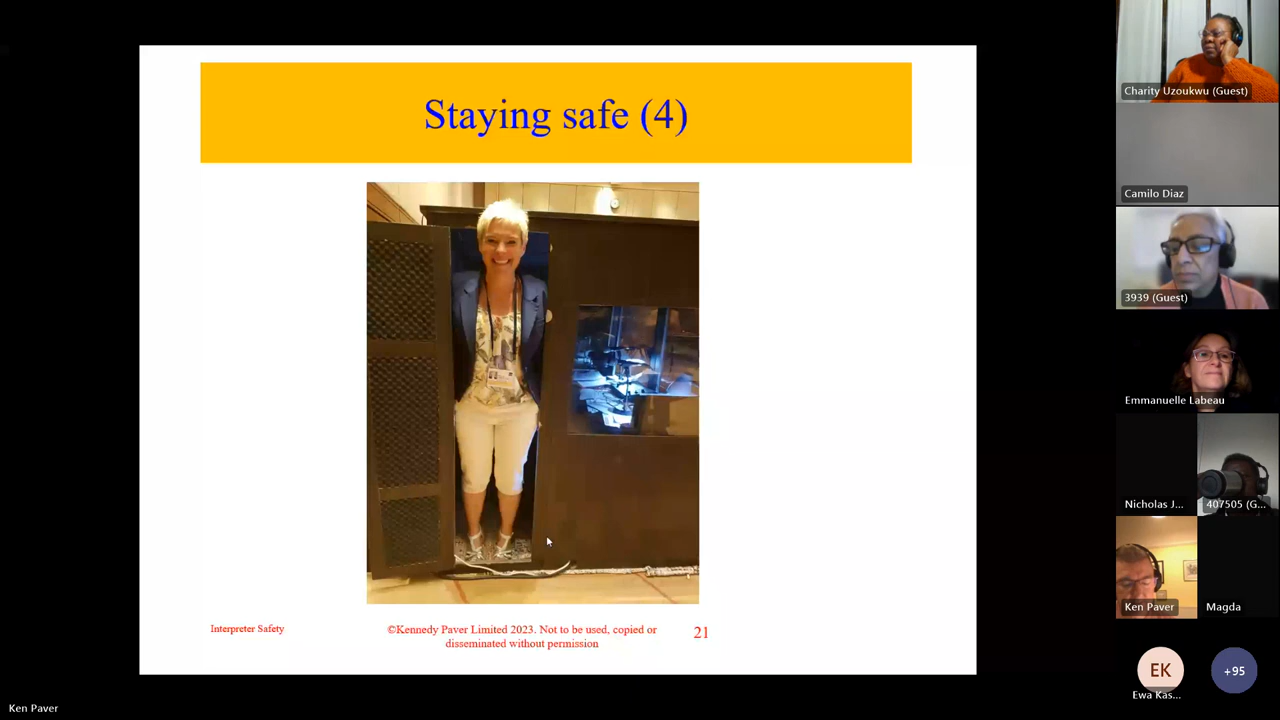 Staying safe (4)
Interpreter Safety
©Kennedy Paver Limited 2023. Not to be used, copied or
disseminated without permission
21
Charity Uzoukwu (Guest)
Camilo Diaz
3939 (Guest)
Emmanuelle Labeau
Nicholas J...
407505 (G...
Ken Paver
Magda
EK
Ewa Kas...
+95
Ken Paver